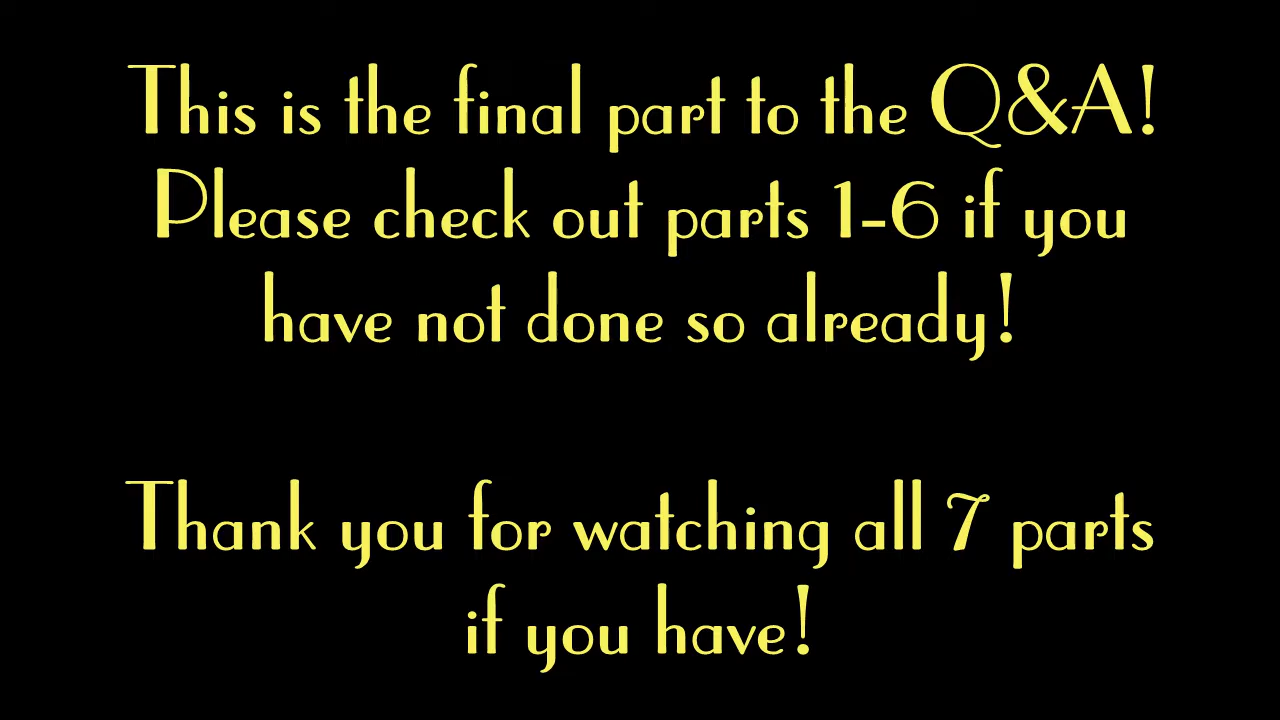 This is the final part to the Q&A!
Please check out parts 1-6 if you
have not done so already!
Thank you for watching all 7 parts
if you have!